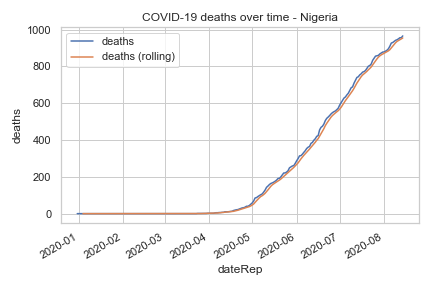 COVID-19 deaths over time - Nigeria
deaths
deaths (rolling)
1000
800
600
400
200
0
deaths
2020-01
2020-02
2020-03
2020-04
2020-05
2020-06
2020-07
2020-08
dateRep